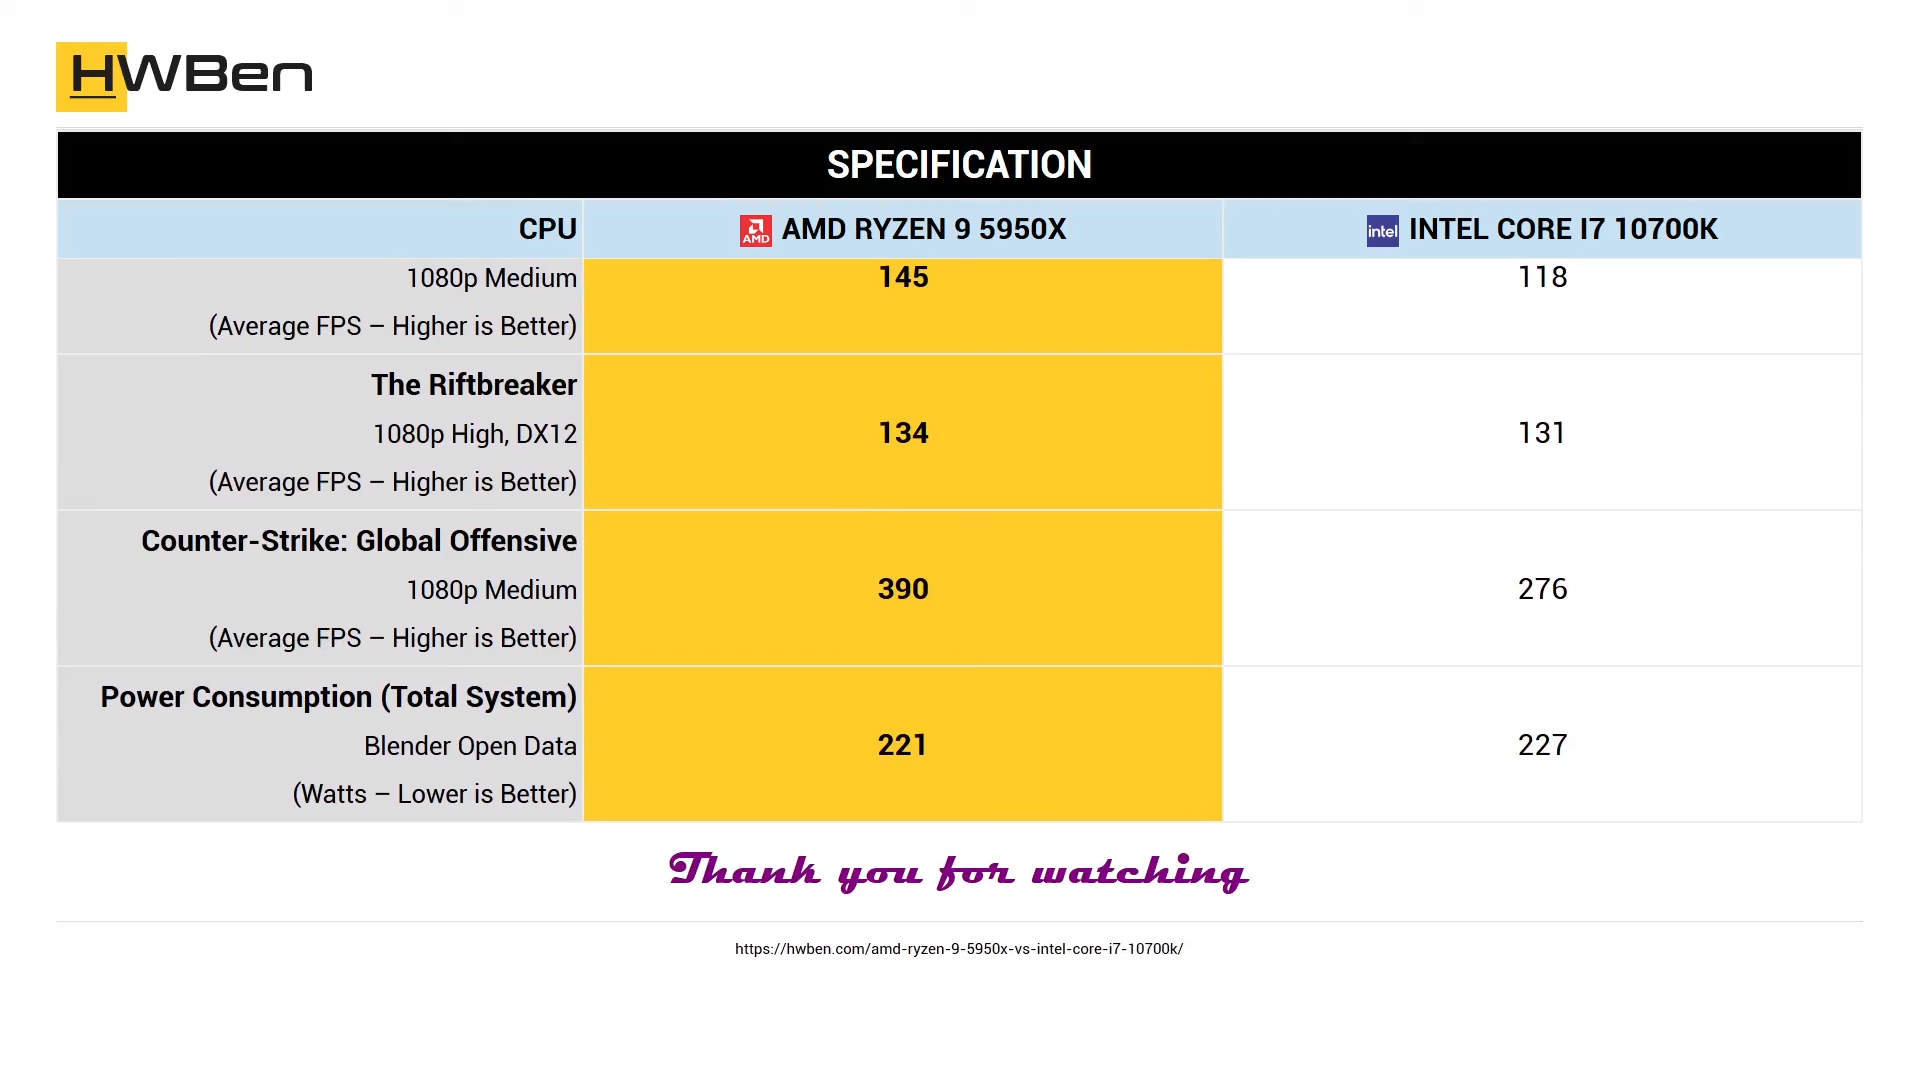 HWBen
SPECIFICATION
CPU
AMD AMD RYZEN 9 5950X
intel INTEL CORE I7 10700K
1080p Medium
(Average FPS – Higher is Better)
145
118
The Riftbreaker
1080p High, DX12
(Average FPS – Higher is Better)
134
131
Counter-Strike: Global Offensive
1080p Medium
(Average FPS – Higher is Better)
390
276
Power Consumption (Total System)
Blender Open Data
(Watts – Lower is Better)
221
227
Thank you for watching
https://hwben.com/amd-ryzen-9-5950x-vs-intel-core-i7-10700k/